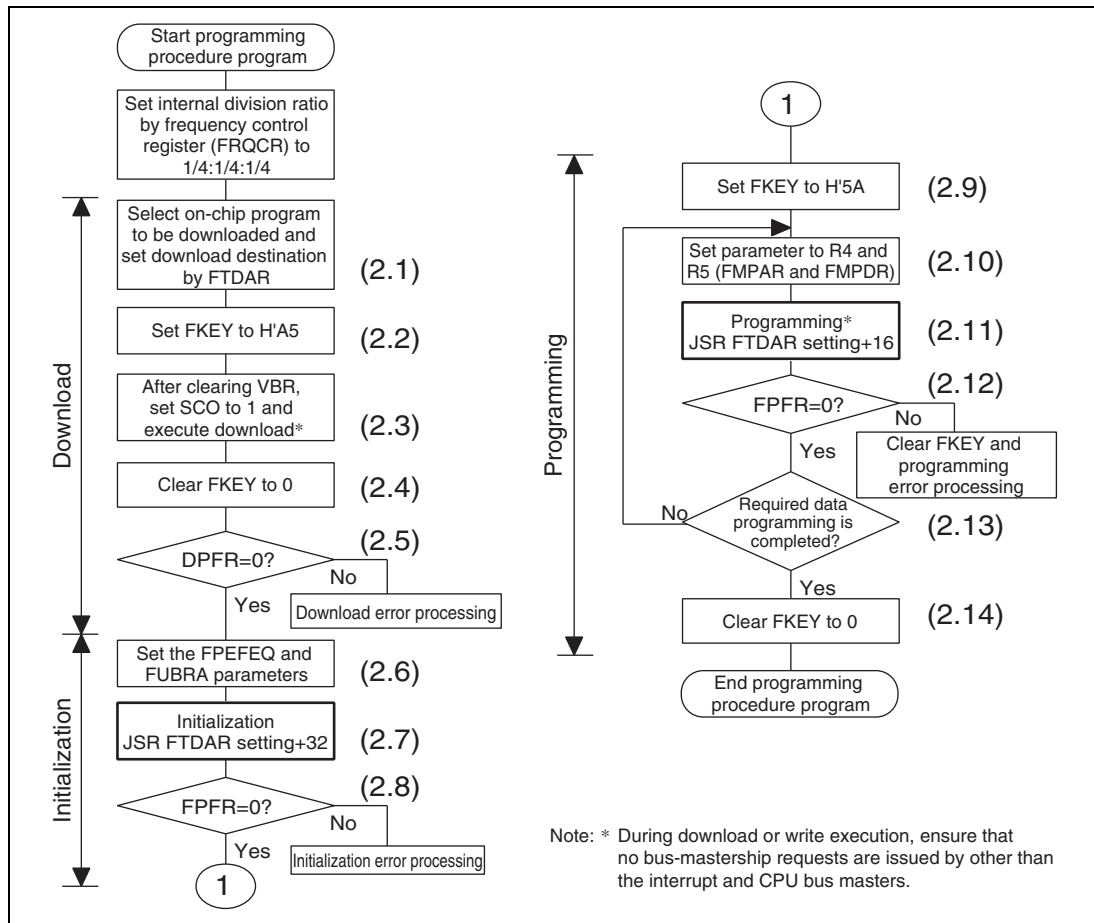 Start programming
procedure program
Set internal division ratio
by frequency control
register (FRQCR) to
1/4:1/4:1/4
Download
Select on-chip program
to be downloaded and
set download destination
by FTDAR
(2.1)
Set FKEY to H'A5
(2.2)
After clearing VBR,
set SCO to 1 and
execute download*
(2.3)
Clear FKEY to 0
(2.4)
DPFR=0?
(2.5)
No
Yes
Download error processing
Initialization
Set the FPEFEQ and
FUBRA parameters
(2.6)
Initialization
JSR FTDAR setting+32
(2.7)
FPFR=0?
(2.8)
No
Yes
Initialization error processing
1
1
Programming
Set FKEY to H'5A
(2.9)
Set parameter to R4 and
R5 (FMPAR and FMPDR)
(2.10)
Programming*
JSR FTDAR setting+16
(2.11)
FPFR=0?
(2.12)
No
Yes
Clear FKEY and
programming
error processing
Required data
programming is
completed?
(2.13)
No
Yes
Clear FKEY to 0
(2.14)
End programming
procedure program
Note: * During download or write execution, ensure that
no bus-mastership requests are issued by other than
the interrupt and CPU bus masters.